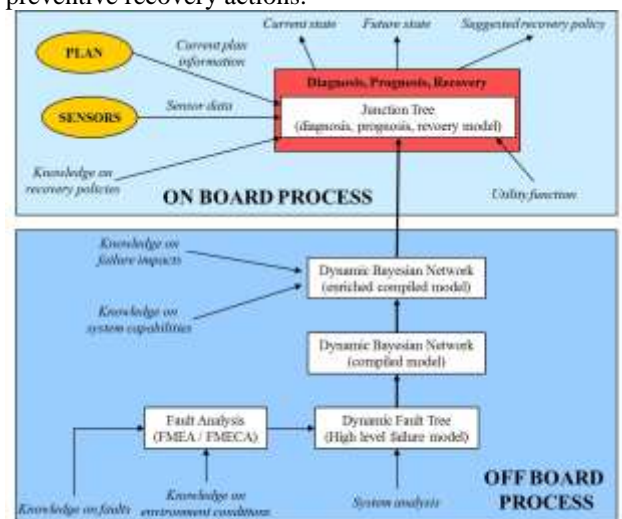 preventive recovery actions.
Current state
Future state
Suggested recovery policy
PLAN
Current plan
information
Diagnosis, Prognosis, Recovery
Sensor data
SENSORS
Junction Tree
(diagnosis, prognosis, revoery model)
Knowledge on
recovery policies
ON BOARD PROCESS
Utility function
Knowledge on
failure impacts
Dynamic Bayesian Network
(enriched compiled model)
Knowledge on
system capabilities
Dynamic Bayesian Network
(compiled model)
Fault Analysis
(FMEA / FMECA)
Dynamic Fault Tree
(High level failure model)
OFF BOARD
PROCESS
Knowledge on faults
Knowledge on
environment conditions
System analysis